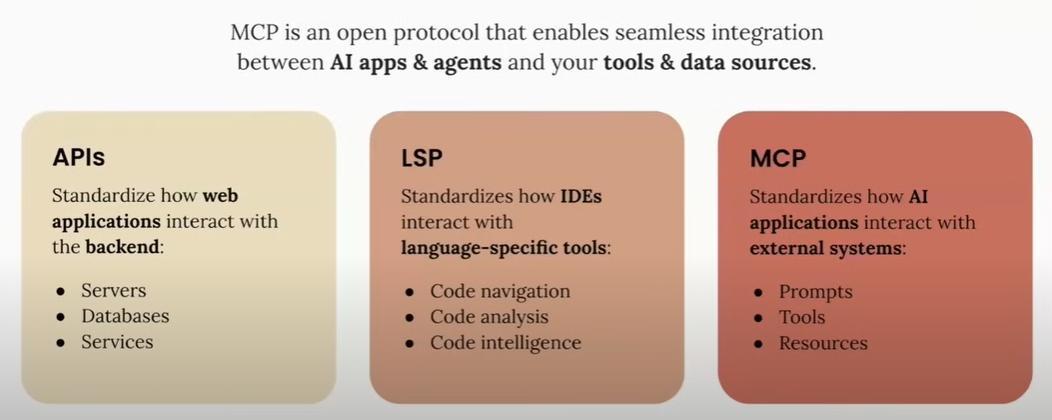 MCP is an open protocol that enables seamless integration
between AI apps & agents and your tools & data sources.
APIs
Standardize how web
applications interact with
the backend:
● Servers
● Databases
● Services
LSP
Standardizes how IDEs
interact with
language-specific tools:
● Code navigation
● Code analysis
● Code intelligence
MCP
Standardizes how AI
applications interact with
external systems:
● Prompts
● Tools
● Resources